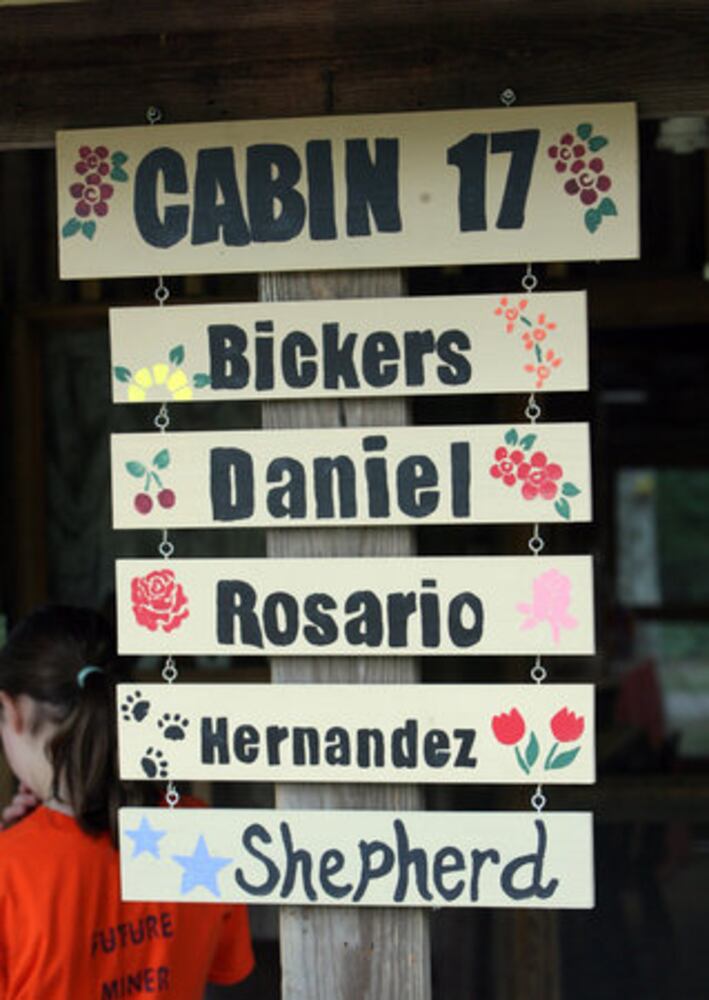 CABIN 17
Bickers
Daniel
Rosario
Hernandez
Shepherd
FUTURE
MINER